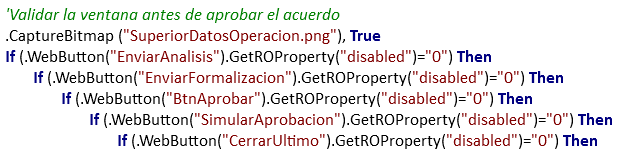 'Validar la ventana antes de aprobar el acuerdo
.CaptureBitmap ("SuperiorDatosOperacion.png"), True
If (.WebButton("EnviarAnalisis").GetROProperty("disabled")="0") Then
If (.WebButton("EnviarFormalizacion").GetROProperty("disabled")="0") Then
If (.WebButton("BtnAprobar").GetROProperty("disabled")="0") Then
If (.WebButton("SimularAprobacion").GetROProperty("disabled")="0") Then
If (.WebButton("CerrarUltimo").GetROProperty("disabled")="0") Then